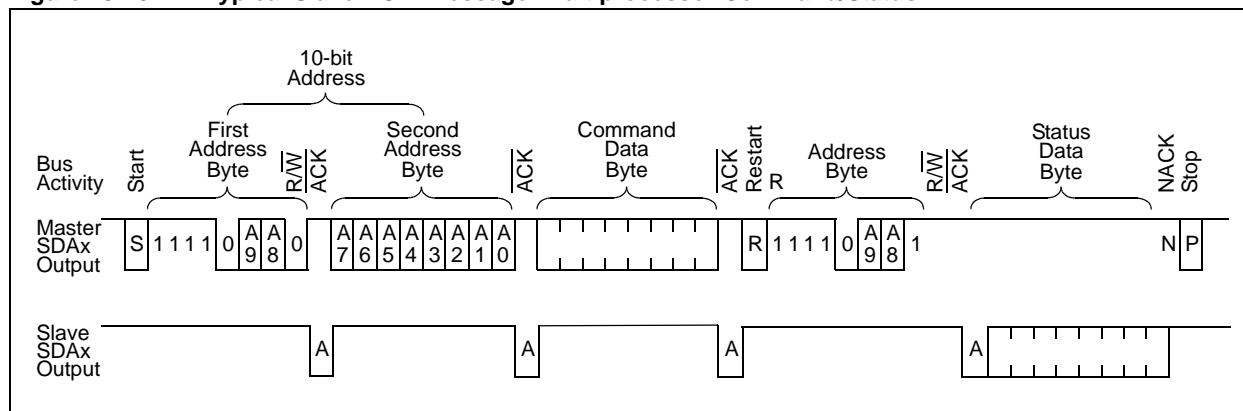 10-bit
Address
First
Address
Byte
Second
Address
Byte
Command
Data
Byte
Address
Byte
Status
Data
Byte
Bus
Activity
Start
R/W
ACK
ACK
ACK
Restart
R
R/W
ACK
NACK
Stop
Master
SDAx
Output
S 1 1 1 1 0 A9 A8 0 A7 A6 A5 A4 A3 A2 A1 A0 R 1 1 1 1 0 A9 A8 1 N P
Slave
SDAx
Output
A A A A